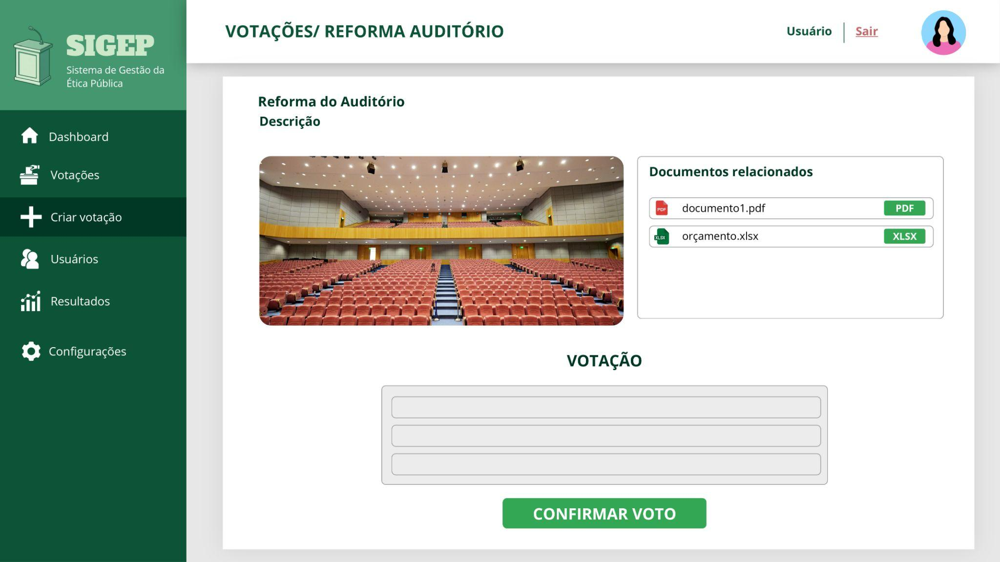 SIGEP
Sistema de Gestão da
Ética Pública
Dashboard
Votações
Criar votação
Usuários
Resultados
Configurações
VOTAÇÕES/ REFORMA AUDITÓRIO
Usuário
Sair
Reforma do Auditório
Descrição
Documentos relacionados
PDF
documento1.pdf
PDF
XLSX
orçamento.xlsx
XLSX
VOTAÇÃO
CONFIRMAR VOTO